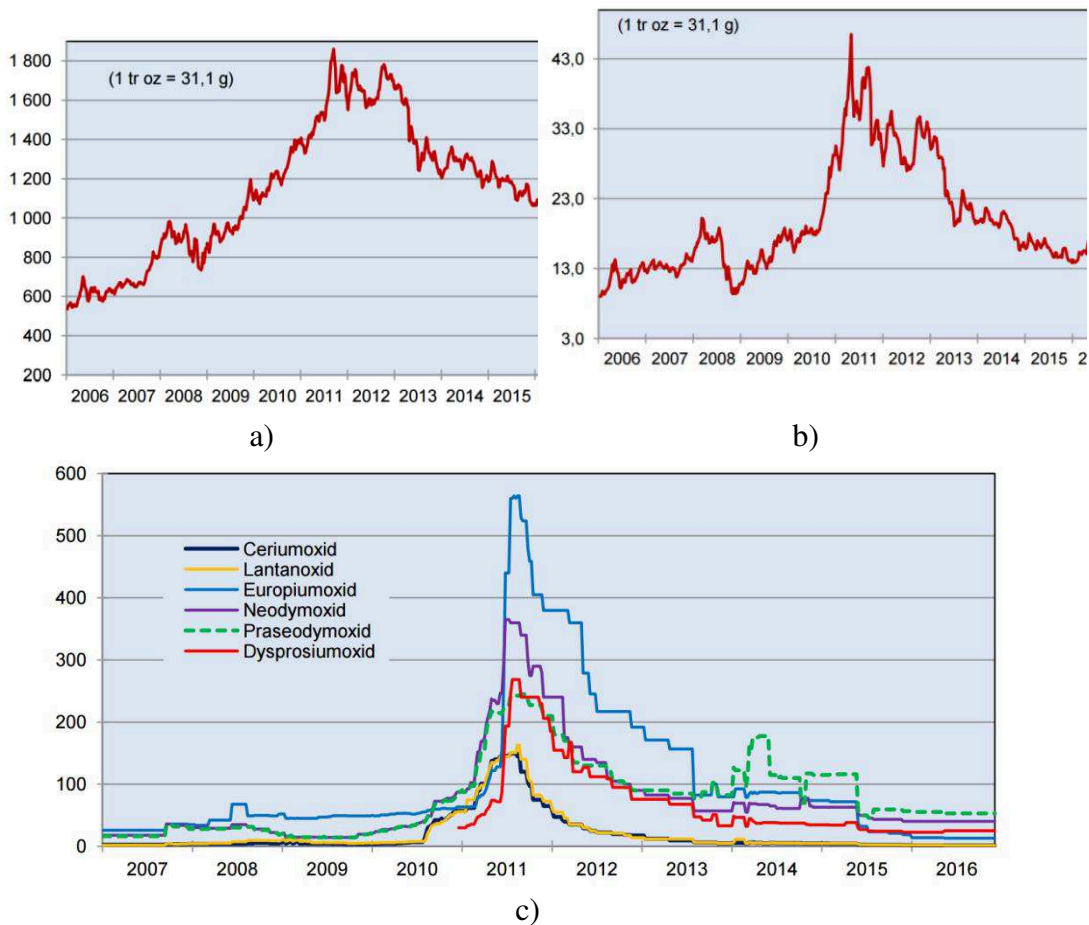 (1 tr oz = 31,1 g)
1 800
1 600
1 400
1 200
1 000
800
600
400
200
2006 2007 2008 2009 2010 2011 2012 2013 2014 2015
a)
(1 tr oz = 31,1 g)
43,0
33,0
23,0
13,0
3,0
2006 2007 2008 2009 2010 2011 2012 2013 2014 2015 2
b)
600
500
400
300
200
100
0
Ceriumoxid
Lantanoxid
Europiumoxid
Neodymoxid
Praseodymoxid
Dysprosiumoxid
2007 2008 2009 2010 2011 2012 2013 2014 2015 2016
c)